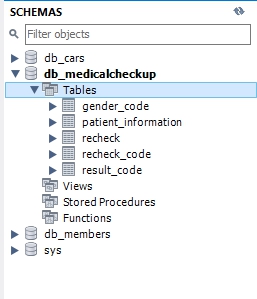 SCHEMAS
Filter objects
db_cars
db_medicalcheckup
Tables
gender_code
patient_information
recheck
recheck_code
result_code
Views
Stored Procedures
Functions
db_members
sys